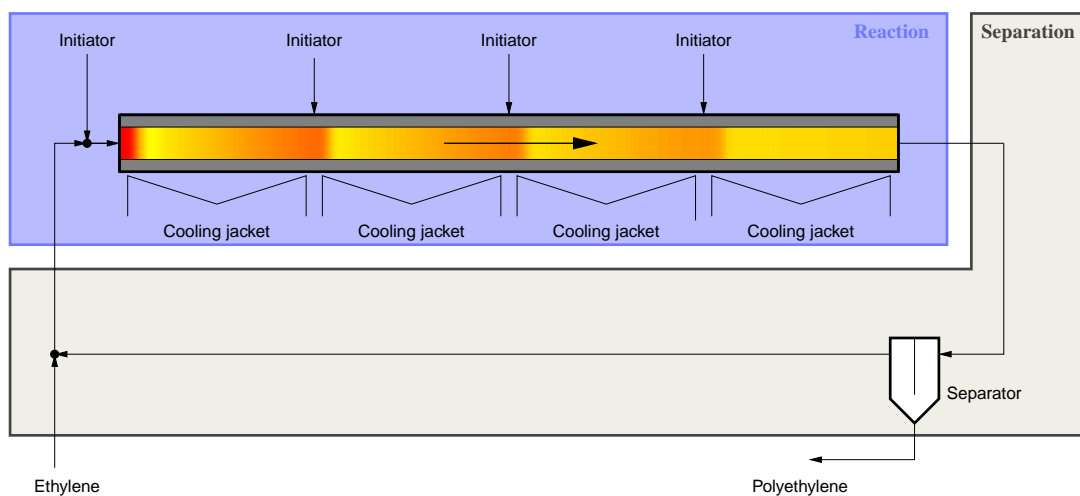 Reaction
Separation
Initiator
Initiator
Initiator
Initiator
Cooling jacket
Cooling jacket
Cooling jacket
Cooling jacket
Separator
Ethylene
Polyethylene